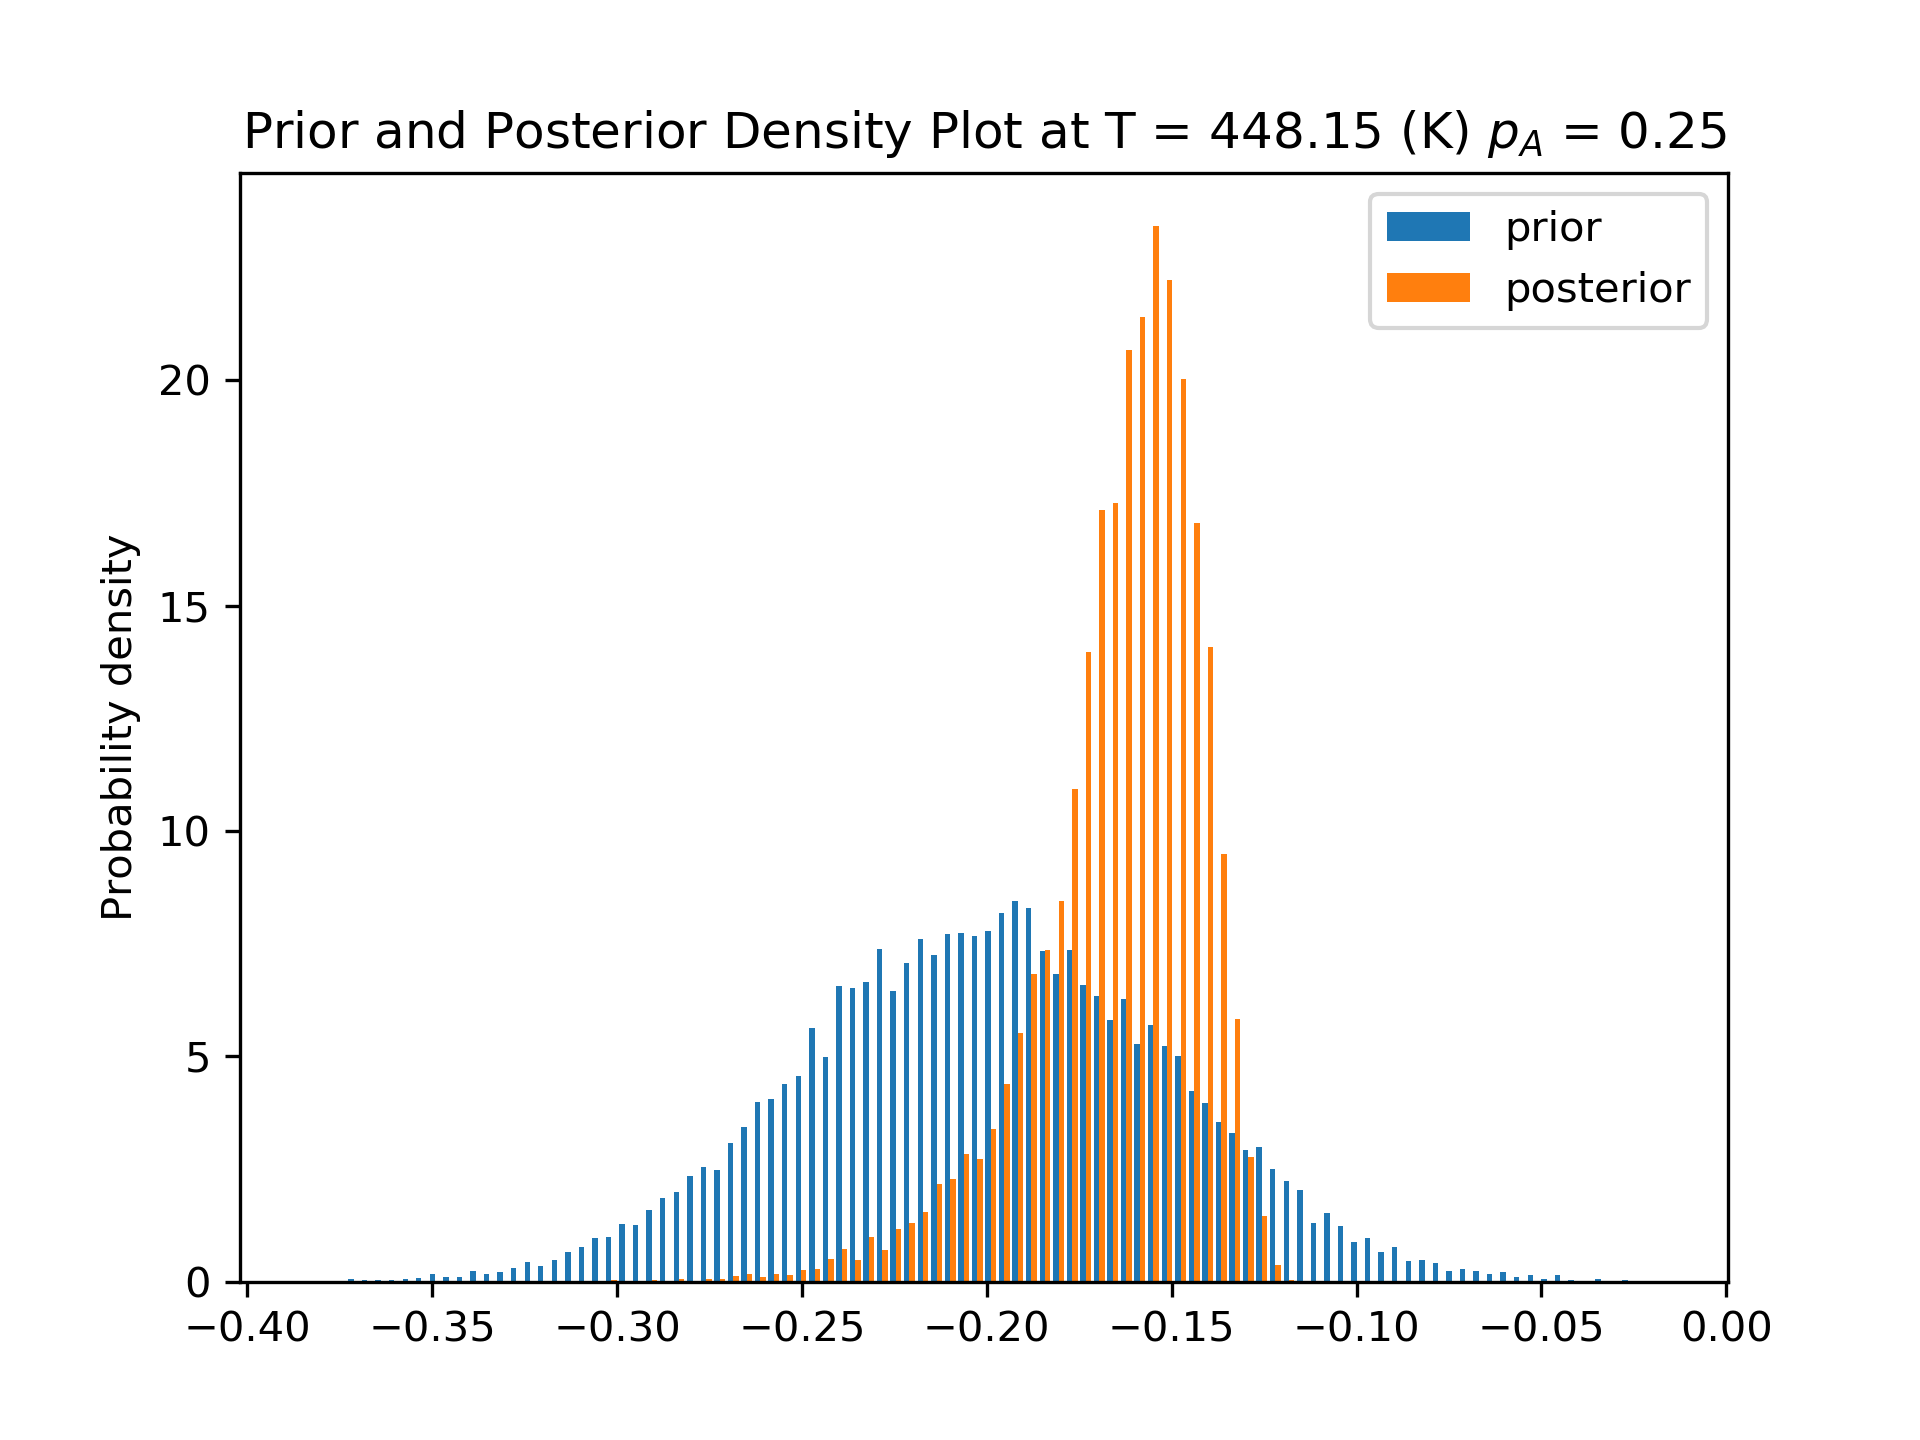 Prior and Posterior Density Plot at T = 448.15 (K) p_A = 0.25
prior
posterior
Probability density
20
15
10
5
0
−0.40 −0.35 −0.30 −0.25 −0.20 −0.15 −0.10 −0.05 0.00